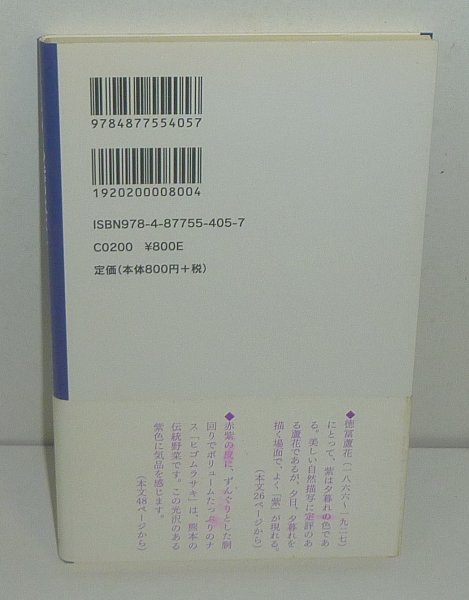 9784877554057
1920200008004
ISBN978-4-87755-405-7
C0200 ¥800E
定価(本体800円+税)
◆徳冨蘆花(一八六六〜一九二七)
にとって、紫は夕暮れの色であ
る。美しい自然描写に定評のあ
る蘆花であるが、夕日、夕暮れを
描く場面で、よく「紫」が現れる。
(本文26ページから)
◆赤紫の皮に、ずんぐりとした胴
回りでボリュームたっぷりのナ
ス「ヒゴムラサキ」は、熊本の
伝統野菜です。この光沢のある
紫色に気品を感じます。
(本文48ページから)